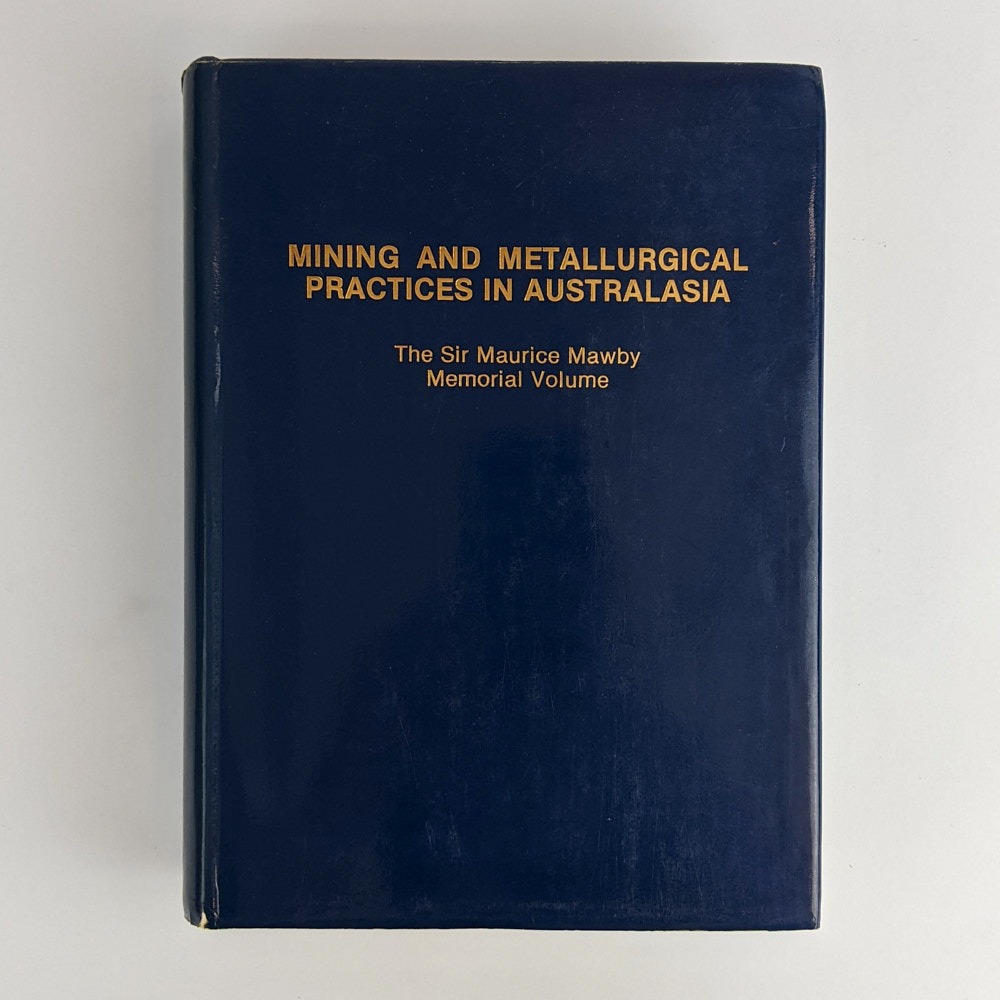 MINING AND METALLURGICAL
PRACTICES IN AUSTRALASIA
The Sir Maurice Mawby
Memorial Volume